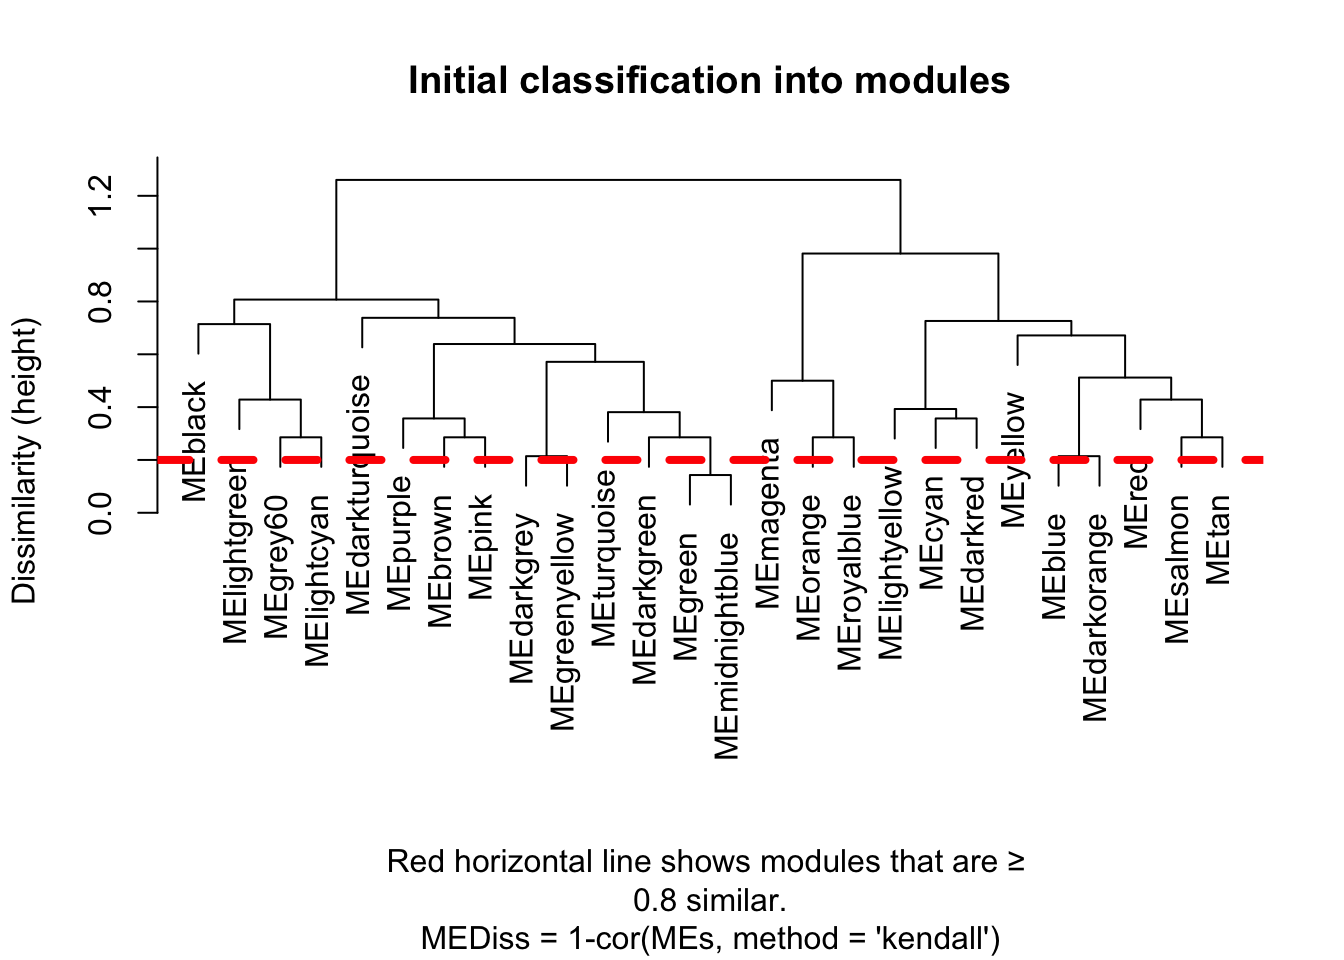 Initial classification into modules
Dissimilarity (height)
1.2
0.8
0.4
0.0
MEblack
MElightgreen
MEgrey60
MElightcyan
MEdarkturquoise
MEpurple
MEbrown
MEpink
MEdarkgrey
MEgreenyellow
MEturquoise
MEdarkgreen
MEgreen
MEmidnightblue
MEmagenta
MEorange
MEroyalblue
MElightyellow
MEcyan
MEdarkred
MEyellow
MEblue
MEdarkorange
MEred
MEsalmon
MEtan
Red horizontal line shows modules that are ≥
0.8 similar.
MEDiss = 1-cor(MEs, method = 'kendall')